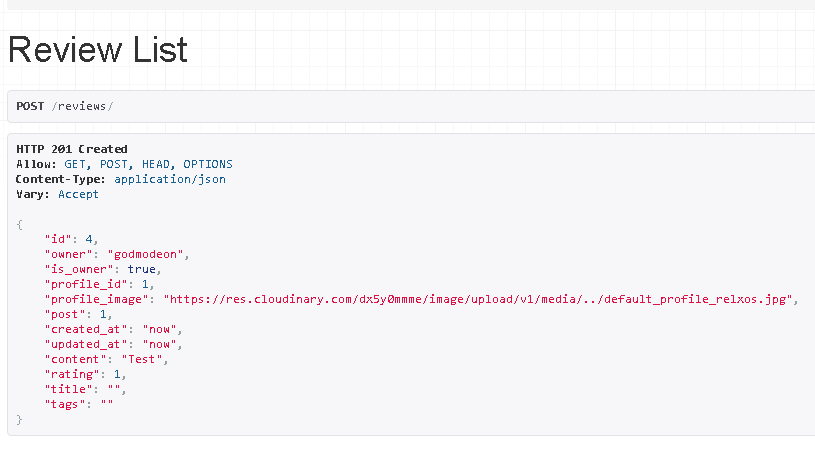 Review List
POST /reviews/
HTTP 201 Created
Allow: GET, POST, HEAD, OPTIONS
Content-Type: application/json
Vary: Accept
{
"id": 4,
"owner": "godmodeon",
"is_owner": true,
"profile_id": 1,
"profile_image": "https://res.cloudinary.com/dx5y0mmme/image/upload/v1/media/../default_profile_relxos.jpg",
"post": 1,
"created_at": "now",
"updated_at": "now",
"content": "Test",
"rating": 1,
"title": "",
"tags": ""
}